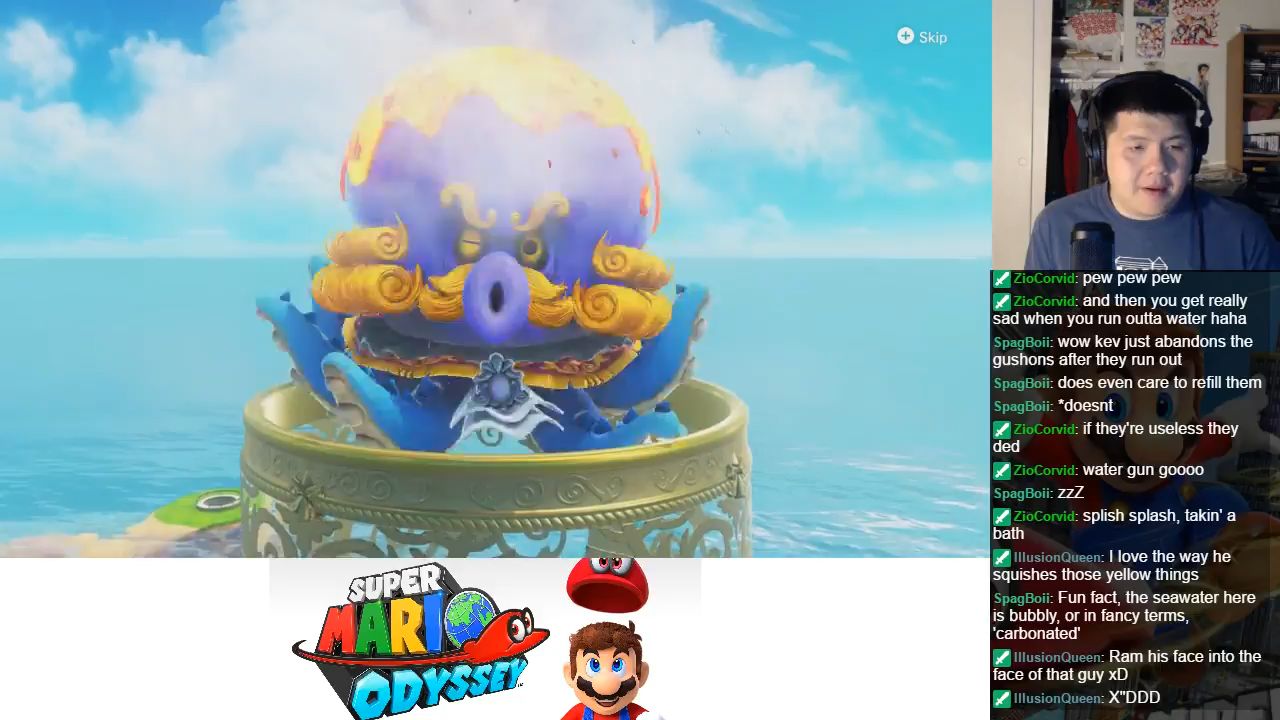 Skip
ZioCorvid: pew pew pew
ZioCorvid: and then you get really
sad when you run outta water haha
SpagBoii: wow kev just abandons the
gushons after they run out
SpagBoii: does even care to refill them
SpagBoii: *doesnt
ZioCorvid: if they're useless they
ded
ZioCorvid: water gun goooo
SpagBoii: zzZ
ZioCorvid: splish splash, takin' a
bath
IllusionQueen: I love the way he
squishes those yellow things
SpagBoii: Fun fact, the seawater here
is bubbly, or in fancy terms,
'carbonated'
IllusionQueen: Ram his face into the
face of that guy xD
IllusionQueen: X"DDD
SUPER
MARIO
ODYSSEY